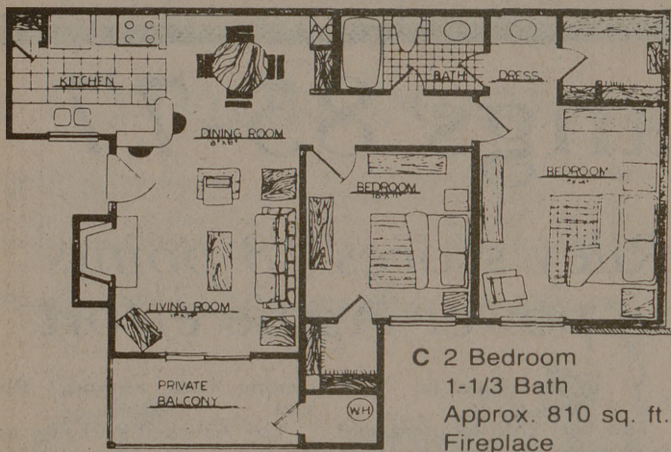 KITCHEN
BATH
DRESS.
DINING ROOM
BEDROOM
BEDROOM
LIVING ROOM
PRIVATE
BALCONY
WH
C 2 Bedroom
1-1/3 Bath
Approx. 810 sq. ft.
Fireplace